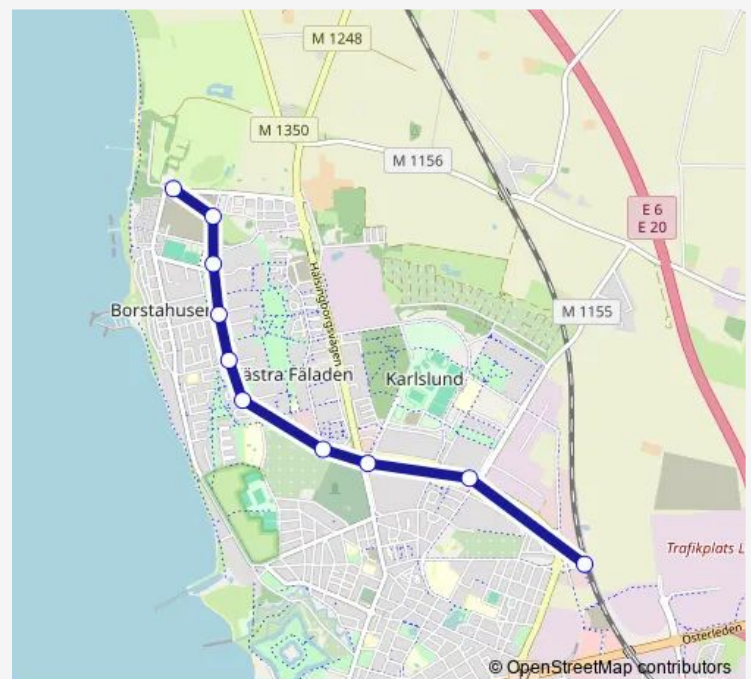 M 1248
M 1350
M 1156
E 6
E 20
Hälsingborgsvägen
M 1155
Borstahusen
ästra Fäladen
Karlslund
Trafikplats L
Österleden
© OpenStreetMap contributors